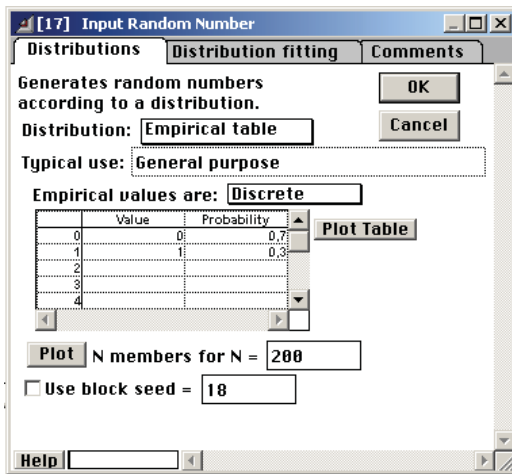 [17] Input Random Number
Distributions Distribution fitting Comments
Generates random numbers
according to a distribution.
OK
Distribution: Empirical table
Cancel
Typical use: General purpose
Empirical values are: Discrete
Value Probability
0 0 0,7
1 1 0,3
2
3
4
Plot Table
Plot N members for N = 200
Use block seed = 18
Help